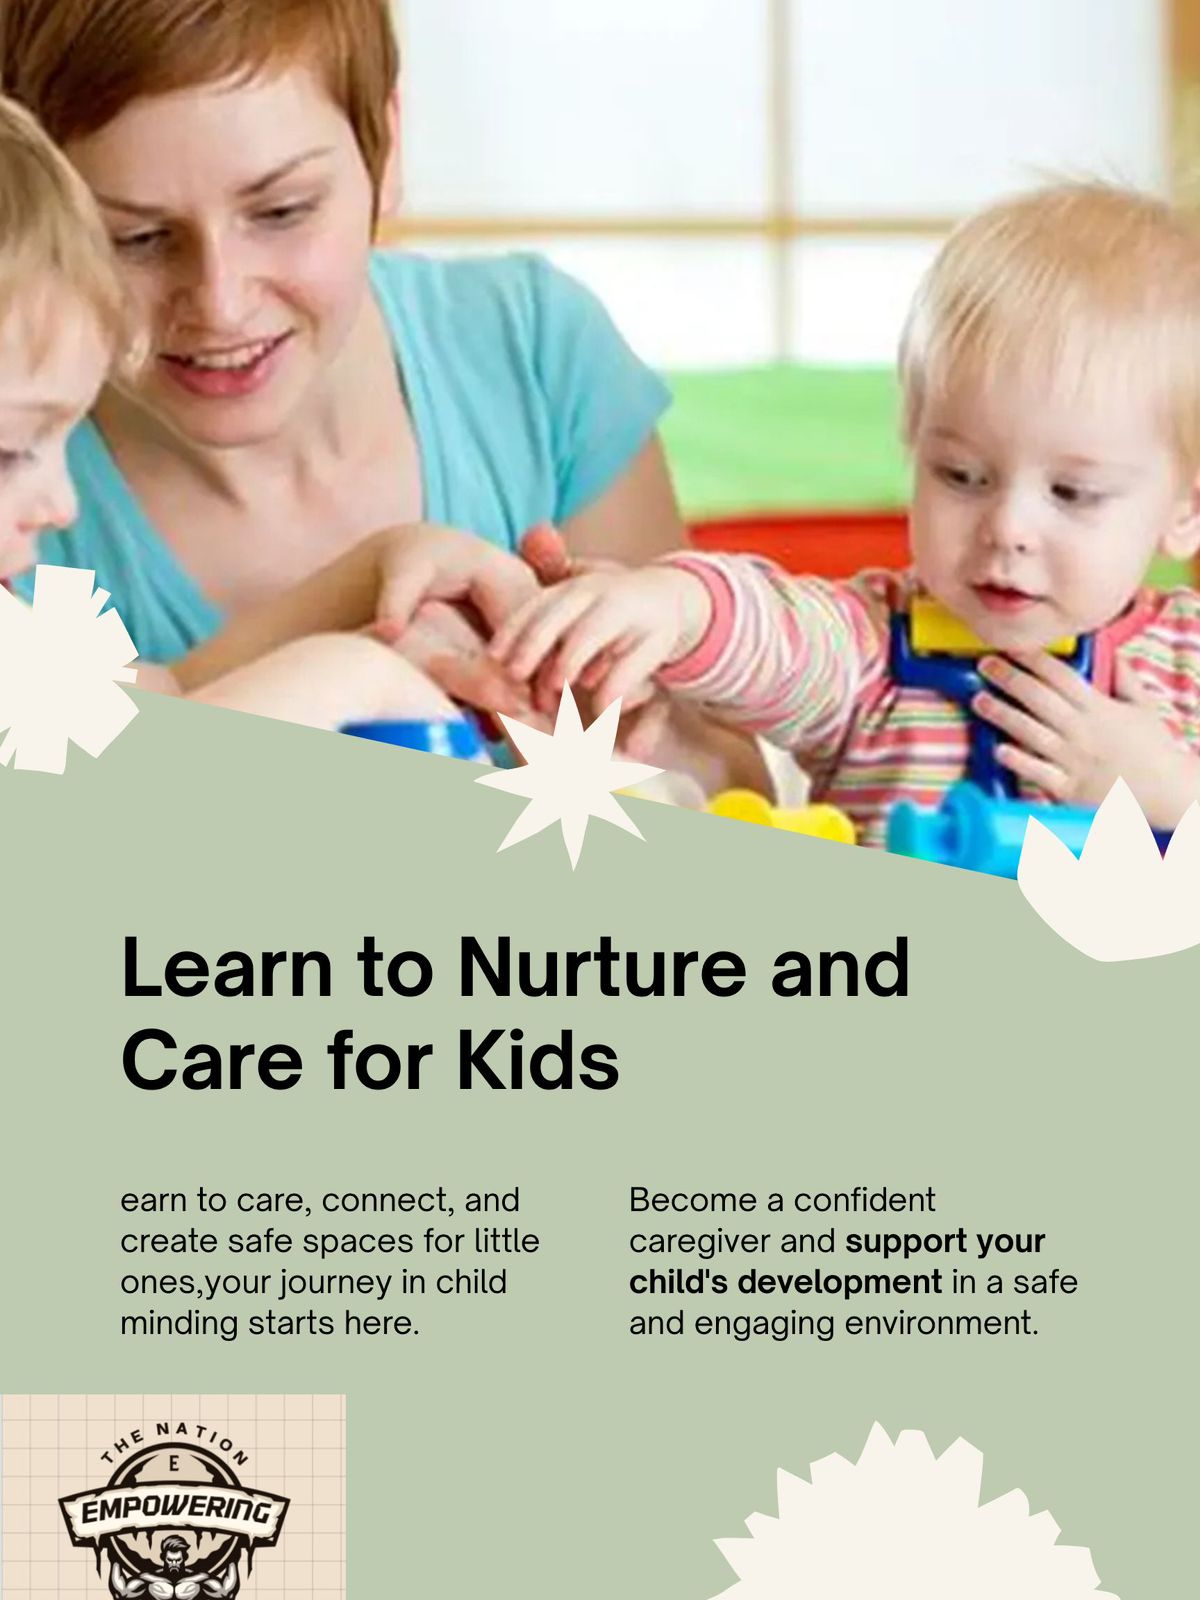 Learn to Nurture and
Care for Kids
earn to care, connect, and
create safe spaces for little
ones,your journey in child
minding starts here.
Become a confident
caregiver and support your
child's development in a safe
and engaging environment.
THE NATION
E
EMPOWERING